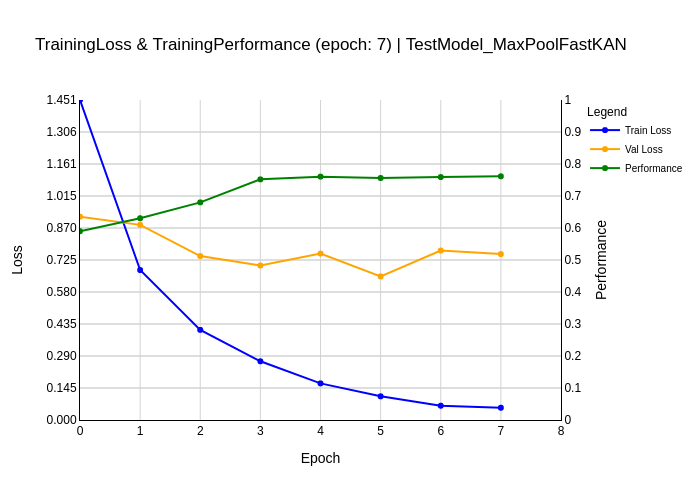 TrainingLoss & TrainingPerformance (epoch: 7) | TestModel_MaxPoolFastKAN
Legend
Train Loss
Val Loss
Performance
1.451
1.306
1.161
1.015
0.870
0.725
0.580
0.435
0.290
0.145
0.000
Loss
1
0.9
0.8
0.7
0.6
0.5
0.4
0.3
0.2
0.1
0
Performance
0 1 2 3 4 5 6 7 8
Epoch